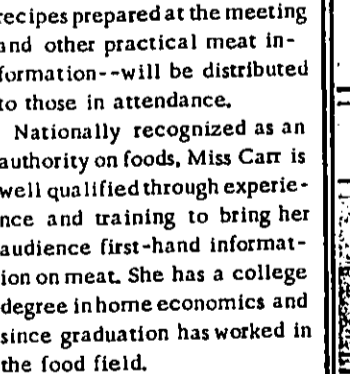 recipes prepared at the meeting
and other practical meat in-
formation--will be distributed
to those in attendance.
Nationally recognized as an
authority on foods, Miss Carr is
well qualified through experie-
nce and training to bring her
audience first-hand informat-
ion on meat. She has a college
degree in home economics and
since graduation has worked in
the food field.